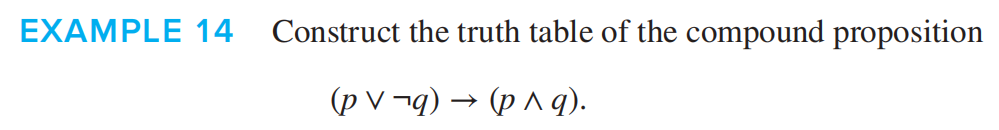 EXAMPLE 14 Construct the truth table of the compound proposition
(p ∨ ¬q) → (p ∧ q).